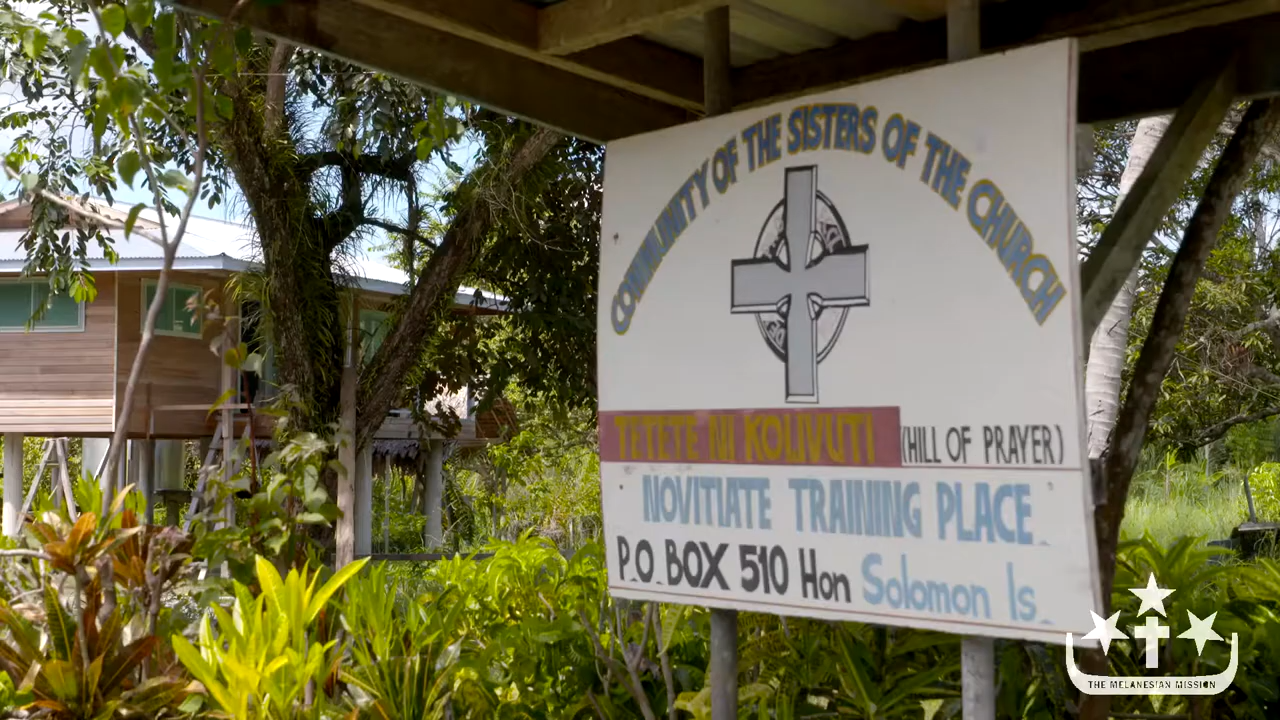 COMMUNITY OF THE SISTERS OF THE CHURCH
TETETE NI KOLIVUTI (HILL OF PRAYER)
NOVITIATE TRAINING PLACE
P.O BOX 510 Hon Solomon Is.
THE MELANESIAN MISSION